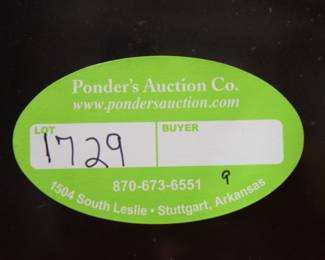 Ponder's Auction Co.
www.pondersauction.com
LOT BUYER
1729
870-673-6551 9
1504 South Leslie • Stuttgart, Arkansas